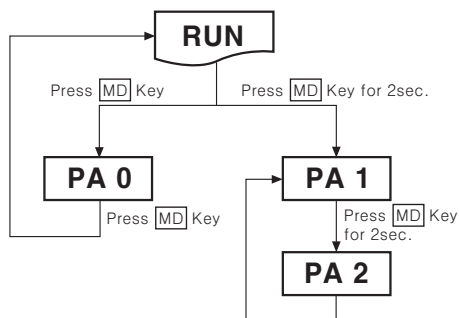 RUN
Press MD Key
Press MD Key for 2sec.
PA 0
PA 1
Press MD Key
Press MD Key
for 2sec.
PA 2